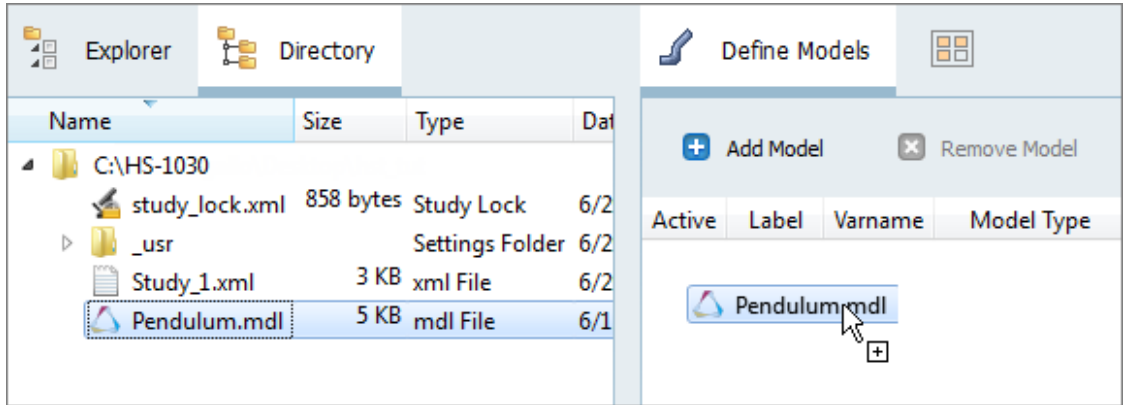 Explorer Directory
Name Size Type Dat
C:\HS-1030
study_lock.xml 858 bytes Study Lock 6/2
_usr Settings Folder 6/2
Study_1.xml 3 KB xml File 6/2
Pendulum.mdl 5 KB mdl File 6/1
Define Models
Add Model Remove Model
Active Label Varname Model Type
Pendulum.mdl